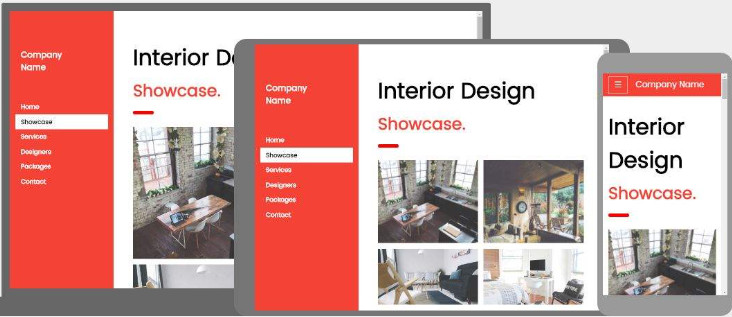 Company
Name
Home
Showcase
Services
Designers
Packages
Contact
Interior D
Showcase.
Company
Name
Home
Showcase
Services
Designers
Packages
Contact
Interior Design
Showcase.
☰ Company Name
Interior
Design
Showcase.